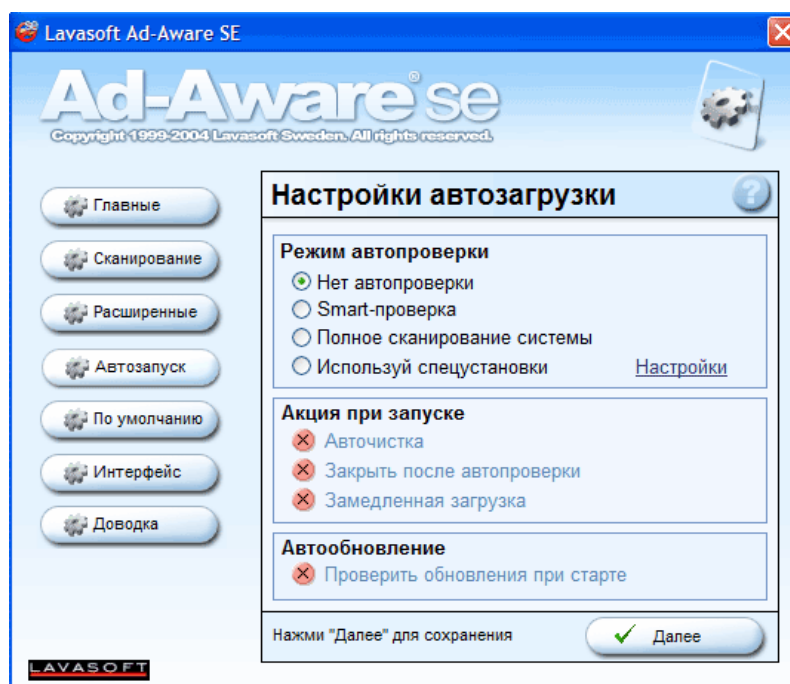 Lavasoft Ad-Aware SE
Ad-Aware® se
Copyright 1999-2004 Lavasoft Sweden. All rights reserved.
Главные
Сканирование
Расширенные
Автозапуск
По умолчанию
Интерфейс
Доводка
Настройки автозагрузки
?
Режим автопроверки
Нет автопроверки
Smart-проверка
Полное сканирование системы
Используй спецустановки Настройки
Акция при запуске
Авточистка
Закрыть после автопроверки
Замедленная загрузка
Автообновление
Проверить обновления при старте
Нажми "Далее" для сохранения Далее
LAVASOFT